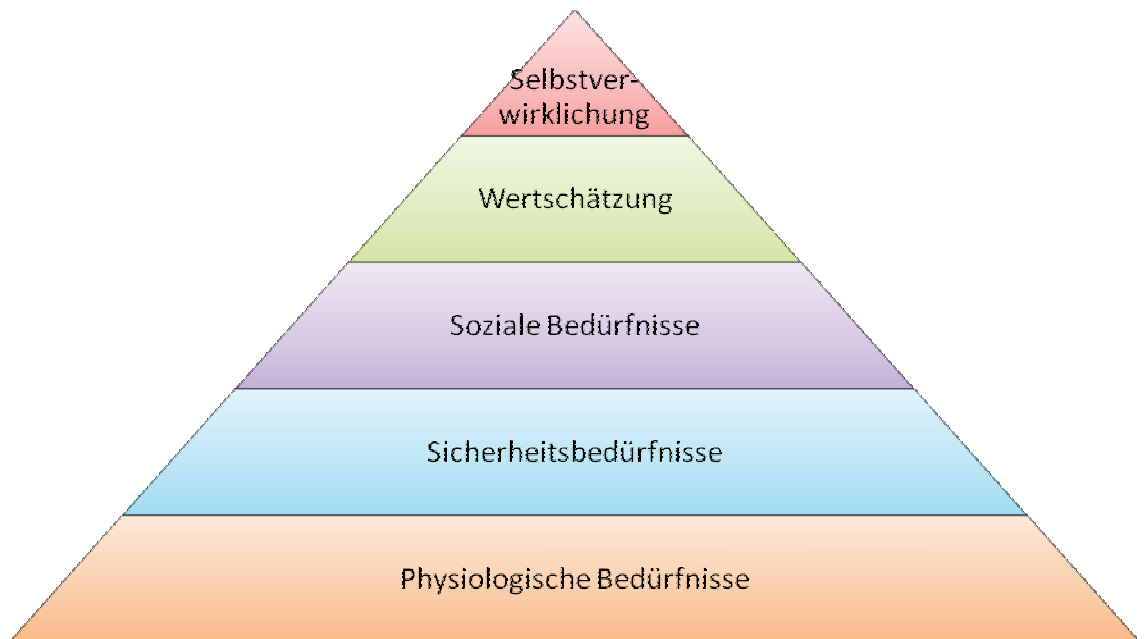 Selbstver-
wirklichung
Wertschätzung
Soziale Bedürfnisse
Sicherheitsbedürfnisse
Physiologische Bedürfnisse